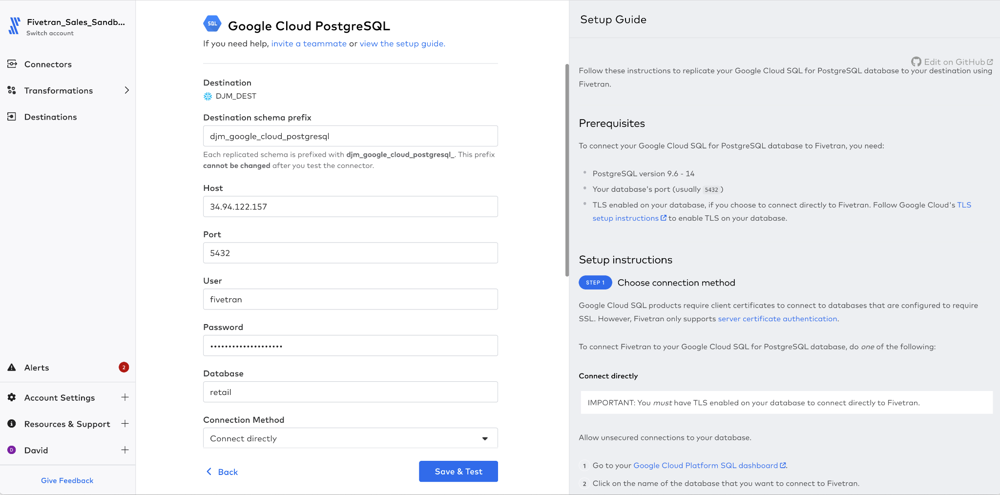 Fivetran_Sales_Sandb...
Switch account
Connectors
Transformations
Destinations
Alerts
2
Account Settings
Resources & Support
D
David
Give Feedback
SQL
Google Cloud PostgreSQL
If you need help, invite a teammate or view the setup guide.
Destination
DJM_DEST
Destination schema prefix
djm_google_cloud_postgresql
Each replicated schema is prefixed with djm_google_cloud_postgresql_. This prefix
cannot be changed after you test the connector.
Host
34.94.122.157
Port
5432
User
fivetran
Password
••••••••••••••••••••
Database
retail
Connection Method
Connect directly
Back
Save & Test
Setup Guide
Edit on GitHub
Follow these instructions to replicate your Google Cloud SQL for PostgreSQL database to your destination using
Fivetran.
Prerequisites
To connect your Google Cloud SQL for PostgreSQL database to Fivetran, you need:
• PostgreSQL version 9.6 - 14
• Your database's port (usually 5432 )
• TLS enabled on your database, if you choose to connect directly to Fivetran. Follow Google Cloud's TLS
setup instructions to enable TLS on your database.
Setup instructions
STEP 1 Choose connection method
Google Cloud SQL products require client certificates to connect to databases that are configured to require
SSL. However, Fivetran only supports server certificate authentication.
To connect Fivetran to your Google Cloud SQL for PostgreSQL database, do one of the following:
Connect directly
IMPORTANT: You must have TLS enabled on your database to connect directly to Fivetran.
Allow unsecured connections to your database.
1 Go to your Google Cloud Platform SQL dashboard.
2 Click on the name of the database that you want to connect to Fivetran.